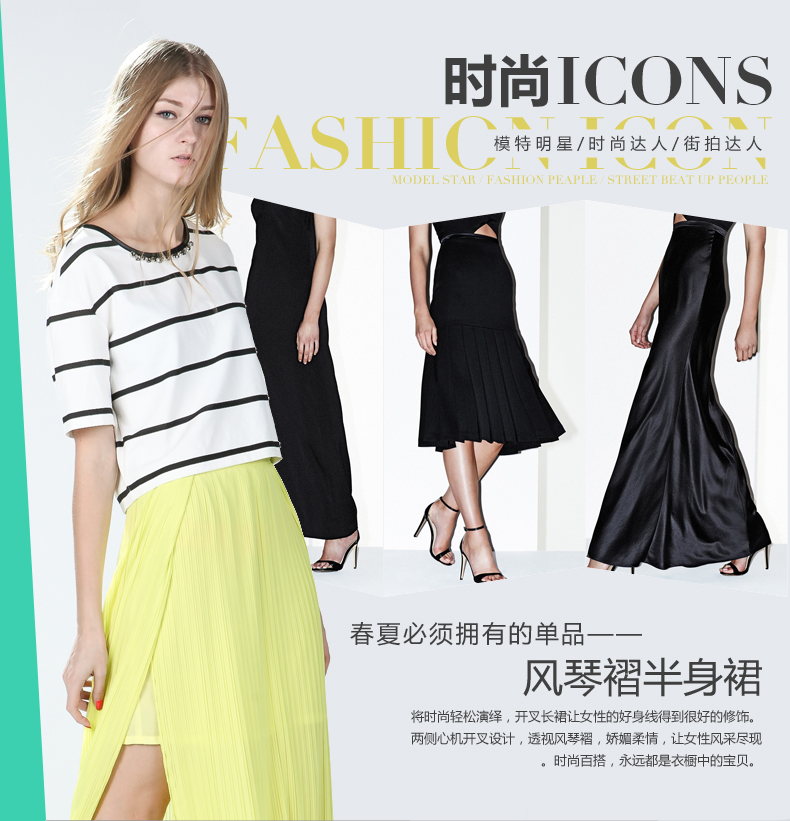 时尚ICONS
FASHION ICON
模特明星/时尚达人/街拍达人
MODEL STAR / FASHION PEAPLE / STREET BEAT UP PEOPLE
春夏必须拥有的单品——
风琴褶半身裙
将时尚轻松演绎，开叉长裙让女性的好身线得到很好的修饰。
两侧心机开叉设计，透视风琴褶，娇媚柔情，让女性风采尽现
。时尚百搭，永远都是衣橱中的宝贝。